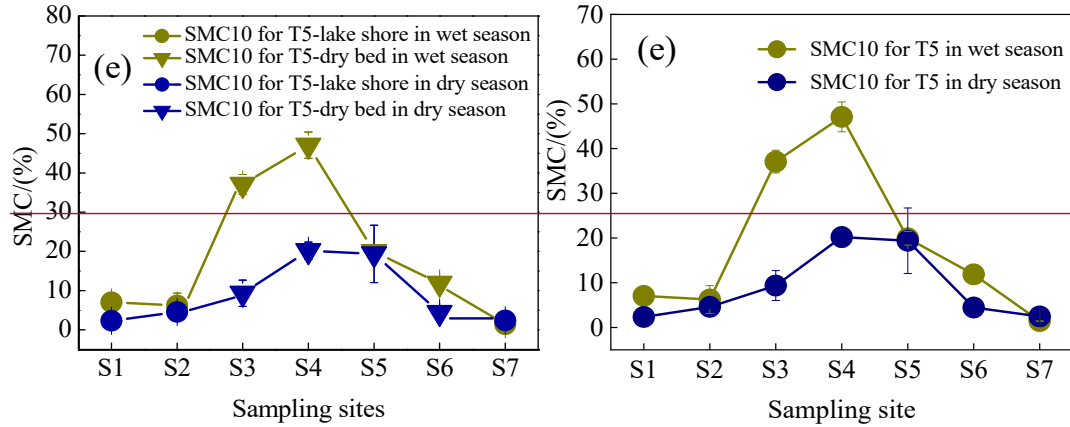 80
70
60
50
40
30
20
10
0
SMC/(%)
(e)
SMC10 for T5-lake shore in wet season
SMC10 for T5-dry bed in wet season
SMC10 for T5-lake shore in dry season
SMC10 for T5-dry bed in dry season
S1 S2 S3 S4 S5 S6 S7
Sampling sites
70
60
50
40
30
20
10
0
SMC/(%)
(e)
SMC10 for T5 in wet season
SMC10 for T5 in dry season
S1 S2 S3 S4 S5 S6 S7
Sampling site